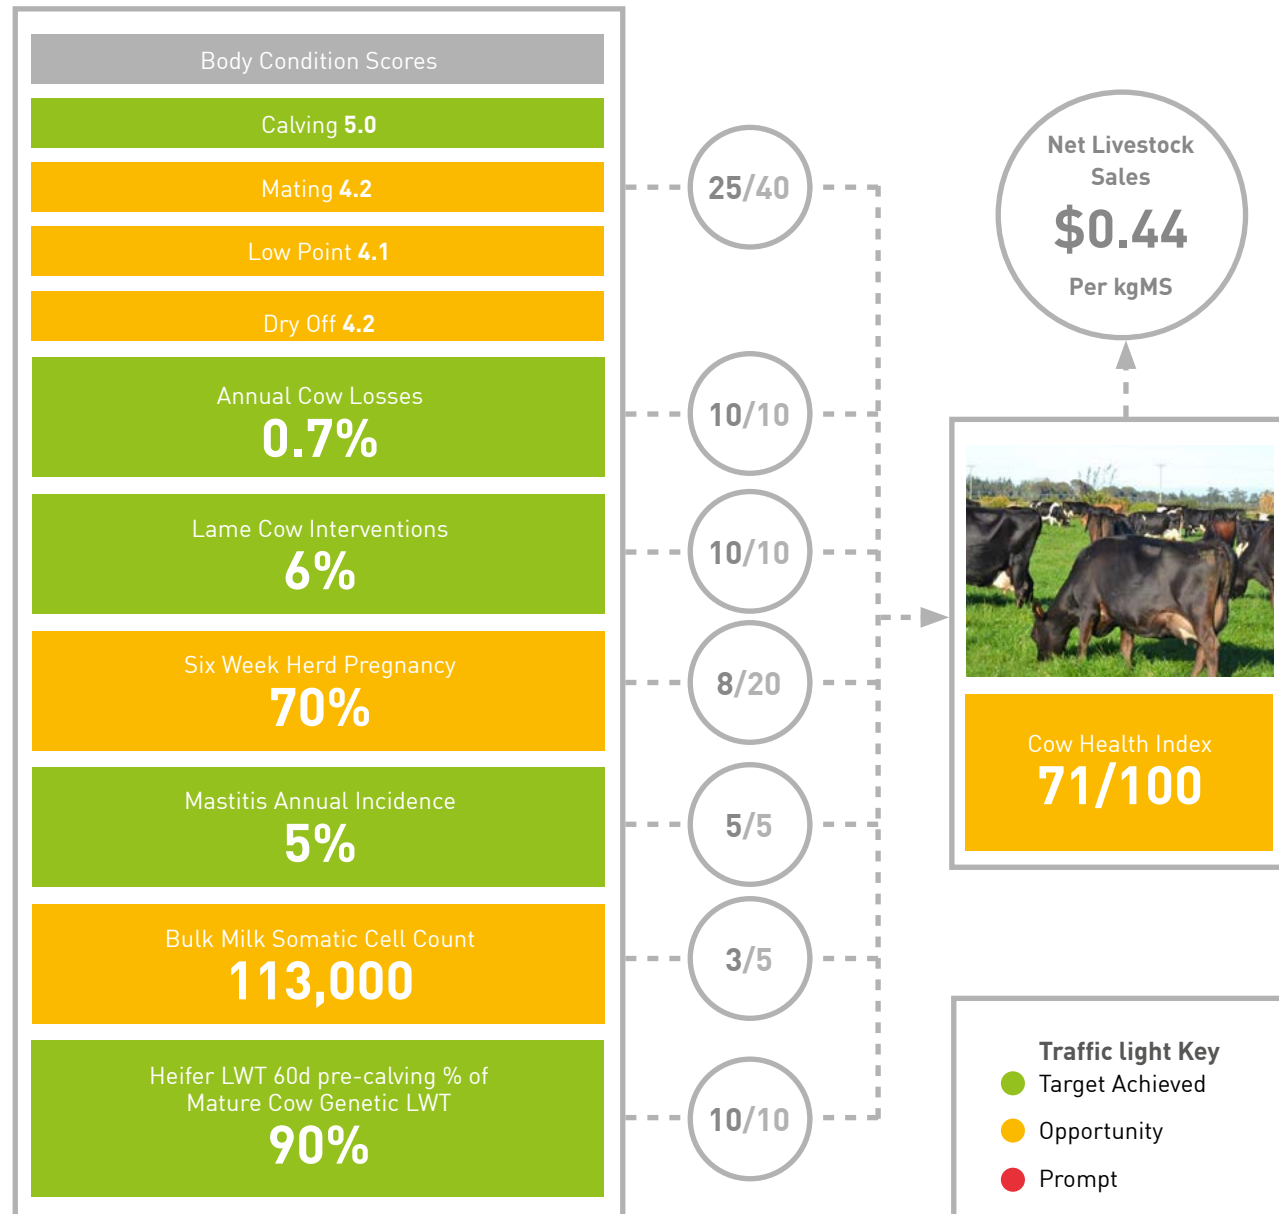 Body Condition Scores
Calving 5.0
Mating 4.2
Low Point 4.1
Dry Off 4.2
25/40
Annual Cow Losses
0.7%
10/10
Lame Cow Interventions
6%
10/10
Six Week Herd Pregnancy
70%
8/20
Mastitis Annual Incidence
5%
5/5
Bulk Milk Somatic Cell Count
113,000
3/5
Heifer LWT 60d pre-calving % of
Mature Cow Genetic LWT
90%
10/10
Net Livestock
Sales
$0.44
Per kgMS
Cow Health Index
71/100
Traffic light Key
Target Achieved
Opportunity
Prompt